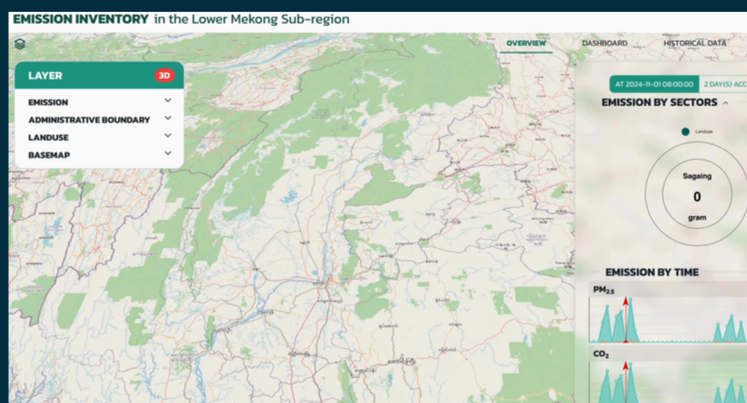 EMISSION INVENTORY in the Lower Mekong Sub-region
OVERVIEW
DASHBOARD
HISTORICAL DATA
LAYER
3D
EMISSION
ADMINISTRATIVE BOUNDARY
LANDUSE
BASEMAP
AT 2024-11-01 08:00:00
2 DAY(S) ACC
EMISSION BY SECTORS
Landuse
Sagaing
0
gram
EMISSION BY TIME
PM2.5
CO2